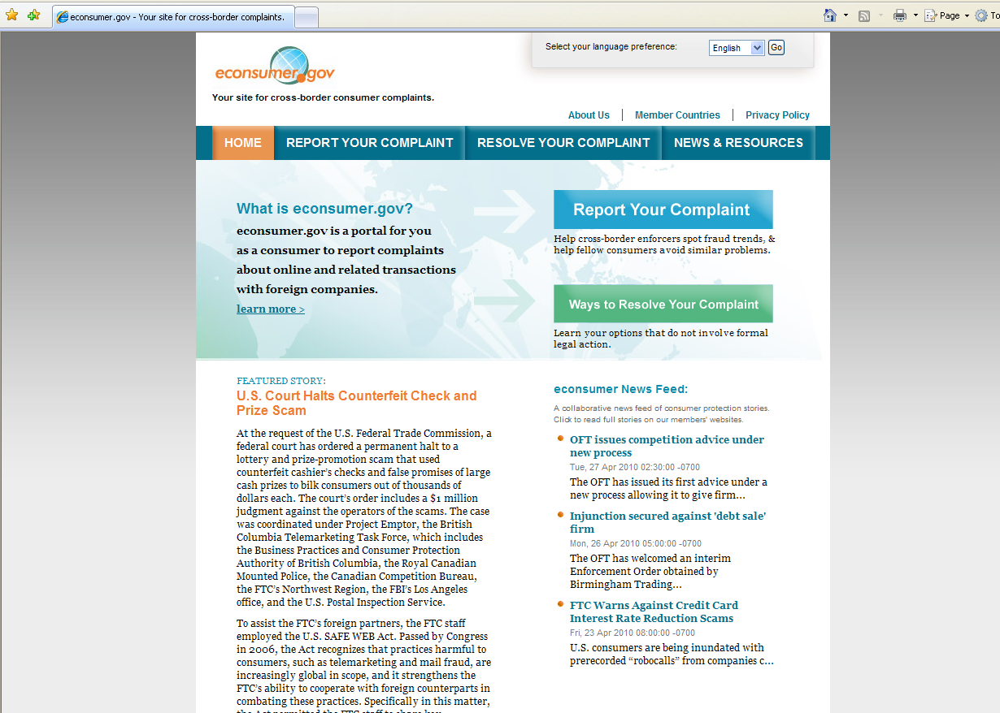 econsumer.gov - Your site for cross-border complaints.
Page
To
Select your language preference:
English
Go
econsumer.gov
Your site for cross-border consumer complaints.
About Us
Member Countries
Privacy Policy
HOME
REPORT YOUR COMPLAINT
RESOLVE YOUR COMPLAINT
NEWS & RESOURCES
What is econsumer.gov?
econsumer.gov is a portal for you
as a consumer to report complaints
about online and related transactions
with foreign companies.
learn more >
Report Your Complaint
Help cross-border enforcers spot fraud trends, &
help fellow consumers avoid similar problems.
Ways to Resolve Your Complaint
Learn your options that do not involve formal
legal action.
FEATURED STORY:
U.S. Court Halts Counterfeit Check and
Prize Scam
At the request of the U.S. Federal Trade Commission, a
federal court has ordered a permanent halt to a
lottery and prize-promotion scam that used
counterfeit cashier's checks and false promises of large
cash prizes to bilk consumers out of thousands of
dollars each. The court's order includes a $1 million
judgment against the operators of the scams. The case
was coordinated under Project Emptor, the British
Columbia Telemarketing Task Force, which includes
the Business Practices and Consumer Protection
Authority of British Columbia, the Royal Canadian
Mounted Police, the Canadian Competition Bureau,
the FTC's Northwest Region, the FBI's Los Angeles
office, and the U.S. Postal Inspection Service.
To assist the FTC's foreign partners, the FTC staff
employed the U.S. SAFE WEB Act. Passed by Congress
in 2006, the Act recognizes that practices harmful to
consumers, such as telemarketing and mail fraud, are
increasingly global in scope, and it strengthens the
FTC's ability to cooperate with foreign counterparts in
combating these practices. Specifically in this matter,
the Act permitted the FTC staff to share key
econsumer News Feed:
A collaborative news feed of consumer protection stories.
Click to read full stories on our members' websites.
OFT issues competition advice under
new process
Tue, 27 Apr 2010 02:30:00 -0700
The OFT has issued its first advice under a
new process allowing it to give firm...
Injunction secured against 'debt sale'
firm
Mon, 26 Apr 2010 05:00:00 -0700
The OFT has welcomed an interim
Enforcement Order obtained by
Birmingham Trading...
FTC Warns Against Credit Card
Interest Rate Reduction Scams
Fri, 23 Apr 2010 08:00:00 -0700
U.S. consumers are being inundated with
prerecorded “robocalls” from companies c...